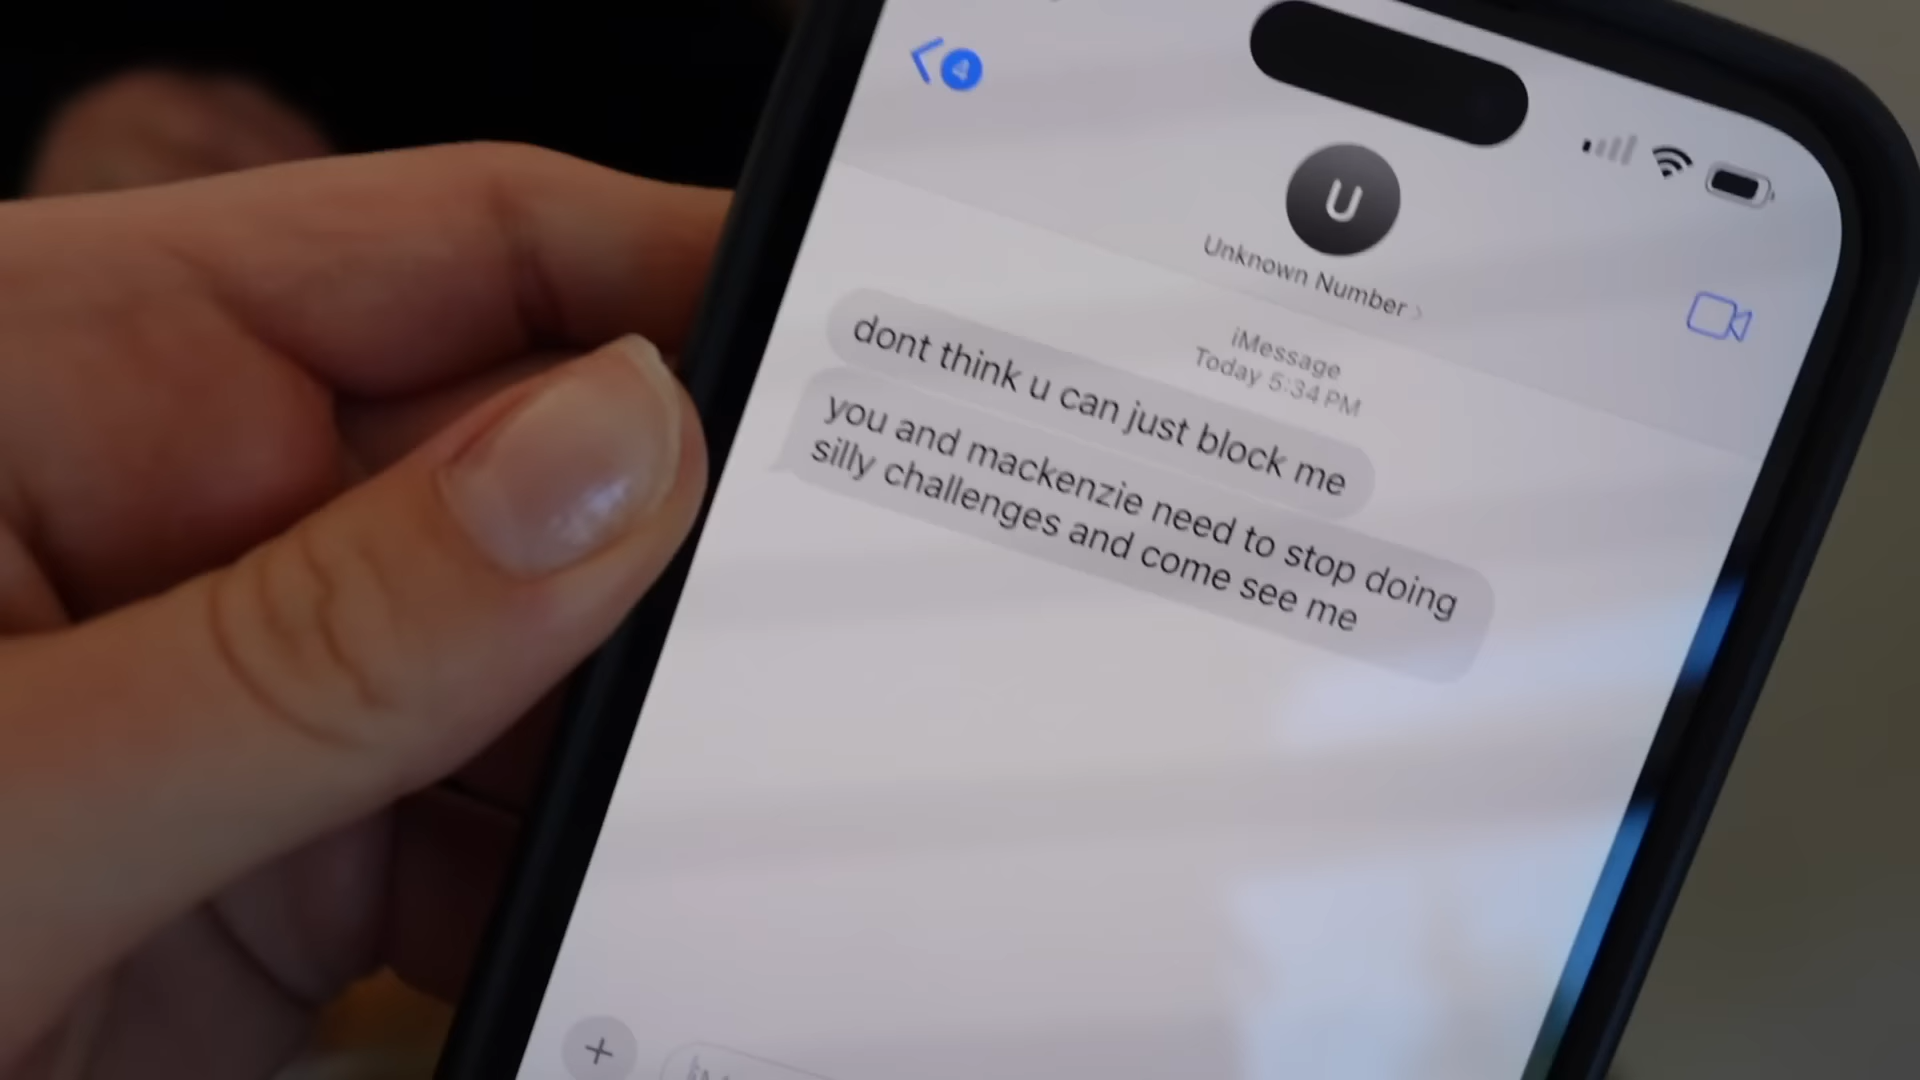 4
U
Unknown Number
iMessage
Today 5:34 PM
dont think u can just block me
you and mackenzie need to stop doing
silly challenges and come see me